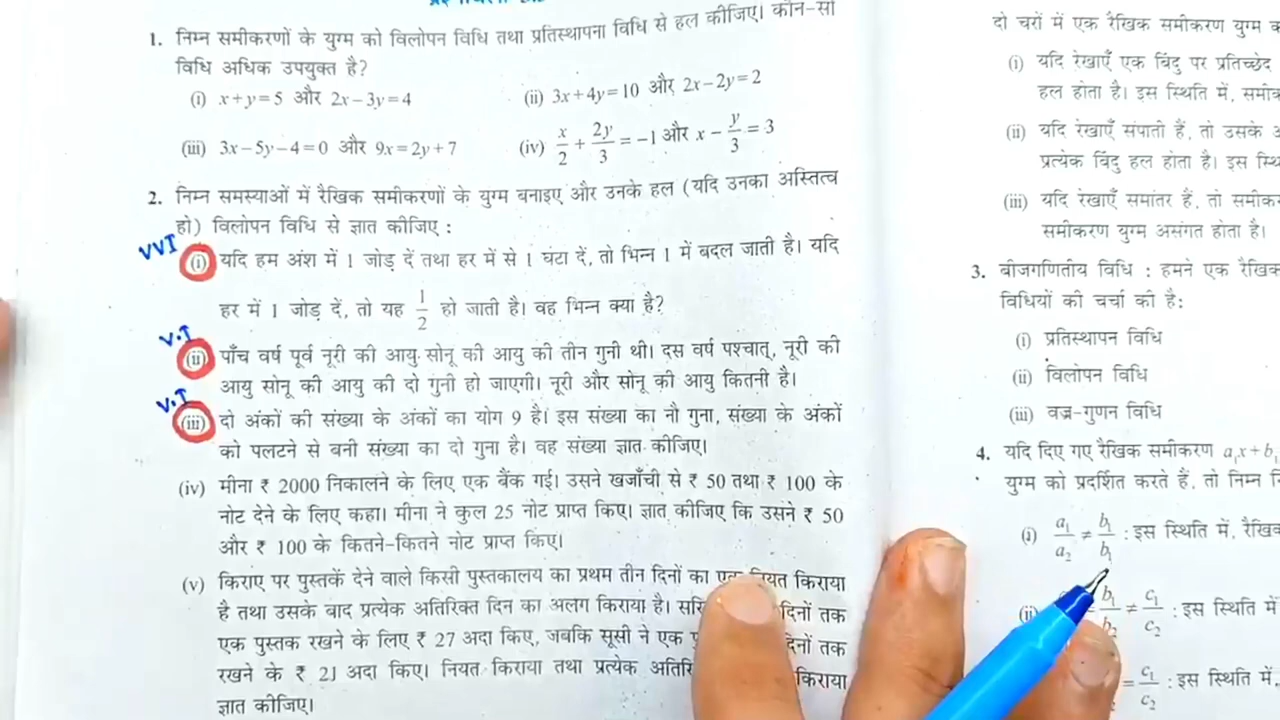 1. निम्न समीकरणों के युग्म को विलोपन विधि तथा प्रतिस्थापना विधि से हल कीजिए। कौन-सी
विधि अधिक उपयुक्त है?
(i) x+y=5 और 2x-3y=4
(ii) 3x+4y=10 और 2x-2y=2
(iii) 3x-5y-4=0 और 9x=2y+7
(iv) x/2 + 2y/3 = -1 और x - y/3 = 3
2. निम्न समस्याओं में रैखिक समीकरणों के युग्म बनाइए और उनके हल (यदि उनका अस्तित्व
हो) विलोपन विधि से ज्ञात कीजिए :
VVI (i) यदि हम अंश में 1 जोड़ दें तथा हर में से 1 घंटा दें, तो भिन्न 1 में बदल जाती है। यदि
हर में 1 जोड़ दें, तो यह 1/2 हो जाती है। वह भिन्न क्या है?
V.I (ii) पाँच वर्ष पूर्व नूरी की आयु सोनू की आयु की तीन गुनी थी। दस वर्ष पश्चात्, नूरी की
आयु सोनू की आयु की दो गुनी हो जाएगी। नूरी और सोनू की आयु कितनी है।
V.I (iii) दो अंकों की संख्या के अंकों का योग 9 है। इस संख्या का नौ गुना, संख्या के अंकों
को पलटने से बनी संख्या का दो गुना है। वह संख्या ज्ञात कीजिए।
(iv) मीना ₹ 2000 निकालने के लिए एक बैंक गई। उसने खजाँची से ₹ 50 तथा ₹ 100 के
नोट देने के लिए कहा। मीना ने कुल 25 नोट प्राप्त किए। ज्ञात कीजिए कि उसने ₹ 50
और ₹ 100 के कितने-कितने नोट प्राप्त किए।
(v) किराए पर पुस्तकें देने वाले किसी पुस्तकालय का प्रथम तीन दिनों का किराया
है तथा उसके बाद प्रत्येक अतिरिक्त दिन का अलग किराया है। दिनों तक
एक पुस्तक रखने के लिए ₹ 27 अदा किए, जबकि सूसी ने एक दिनों तक
रखने के ₹ 21 अदा किए। नियत किराया तथा प्रत्येक किराया
ज्ञात कीजिए।
दो चरों में एक रैखिक समीकरण युग्म
(i) यदि रेखाएँ एक बिंदु पर प्रतिच्छेद
हल होता है। इस स्थिति में,
(ii) यदि रेखाएँ संपाती हैं, तो उसके
प्रत्येक बिंदु हल होता है। इस
(iii) यदि रेखाएँ समांतर हैं, तो
समीकरण युग्म असंगत होता है।
3. बीजगणितीय विधि : हमने एक
विधियों की चर्चा की है:
(i) प्रतिस्थापन विधि
(ii) विलोपन विधि
(iii) वज्र-गुणन विधि
4. यदि दिए गए रैखिक समीकरण a₁x+b
युग्म को प्रदर्शित करते हैं, तो निम्न
(i) a₁/a₂ ≠ b₁/b₁ : इस स्थिति में,
(ii) = b₁/b₂ ≠ c₁/c₂ : इस स्थिति में
= c₁/c₂ : इस स्थिति में,